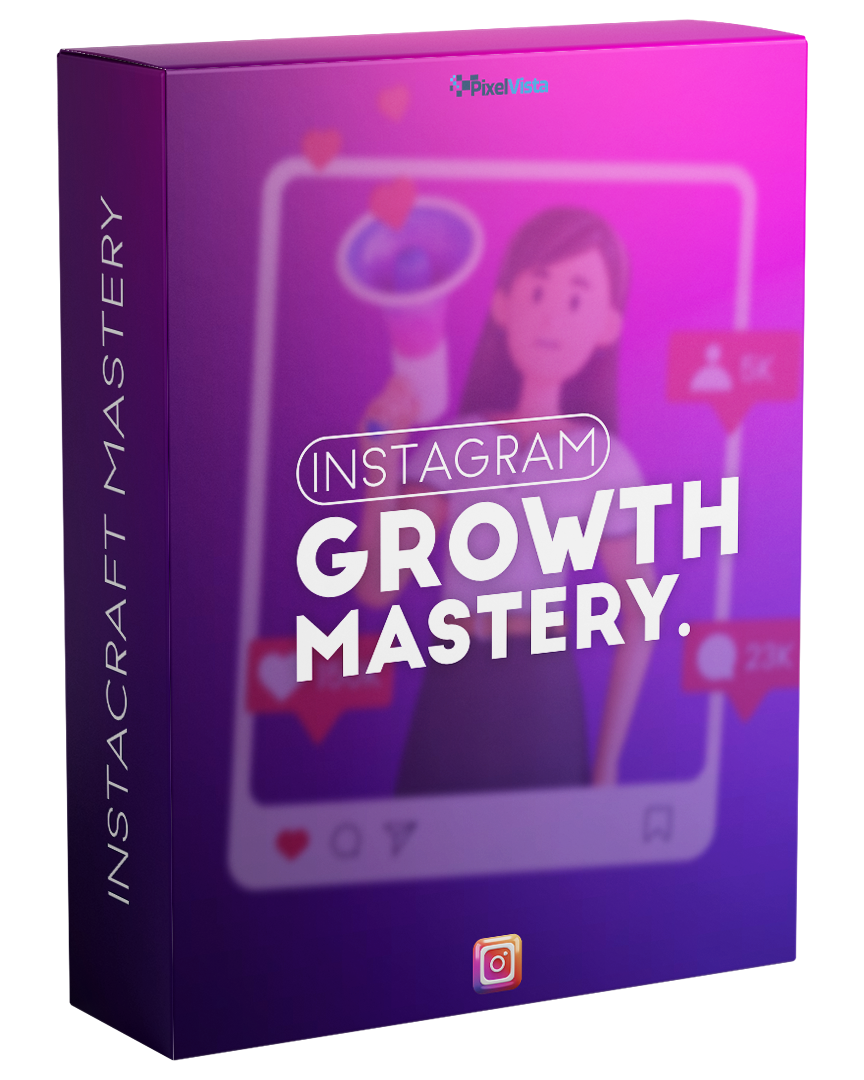 PixelVista
INSTACRAFT MASTERY
5K
INSTAGRAM
GROWTH
MASTERY.
23K